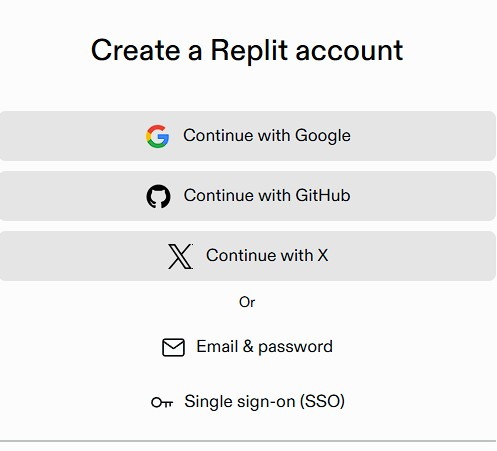 Create a Replit account
Continue with Google
Continue with GitHub
Continue with X
Or
Email & password
Single sign-on (SSO)